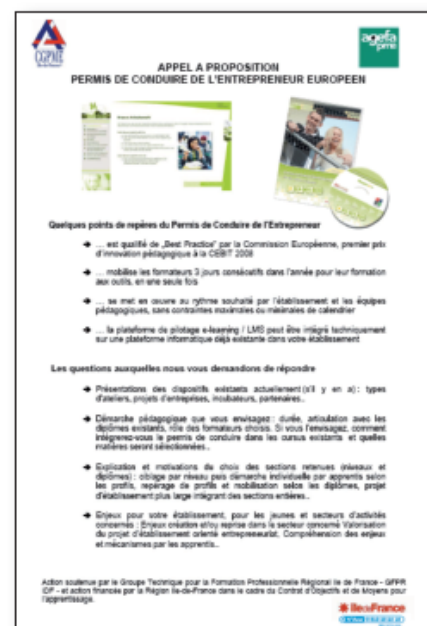 CGPME
agefa
pme
APPEL A PROPOSITION
PERMIS DE CONDUIRE DE L'ENTREPRENEUR EUROPEEN
Quelques points de repères du Permis de Conduire de l'Entrepreneur
➔ ... est qualifié de „Best Practice" par la Commission Européenne, premier prix
d'innovation pédagogique à la CEBIT 2008
➔ ... mobilise les formateurs 3 jours consécutifs dans l'année pour leur formation
aux outils, en une seule fois
➔ ... se met en œuvre au rythme souhaité par l'établissement et les équipes
pédagogiques, sans contraintes maximales ou minimales de calendrier
➔ ... la plateforme de pilotage e-learning / LMS peut être intégré techniquement
sur une plateforme informatique déjà existante dans votre établissement
Les questions auxquelles nous vous demandons de répondre
➔ Présentations des dispositifs existants actuellement (s'il y en a) : types
d'ateliers, projets d'entreprises, incubateurs, partenaires..
➔ Démarche pédagogique que vous envisagez : durée, articulation avec les
diplômes existants, rôle des formateurs choisis. Si vous l'envisagez, comment
intégrerez-vous le permis de conduire dans les cursus existants et quelles
matières seront sélectionnées..
➔ Explication et motivations du choix des sections retenues (niveaux et
diplômes) : ciblage par niveau puis démarche individuelle par apprentis selon
les profils, repérage de profils et mobilisation selon les diplômes, projet
d'établissement plus large intégrant des sections entières..
➔ Enjeux pour votre établissement, pour les jeunes et secteurs d'activités
concernés : Enjeux création et/ou reprise dans le secteur concerné Valorisation
du projet d'établissement orienté entrepreneuriat. Compréhension des enjeux
et mécanismes par les apprentis..
Action soutenue par le Groupe Technique pour la Formation Professionnelle Régional Ile de France - GFPR
IDF - et action financée par la Région Ile-de-France dans le cadre du Contrat d'Objectifs et de Moyens pour
l'apprentissage.
îledeFrance